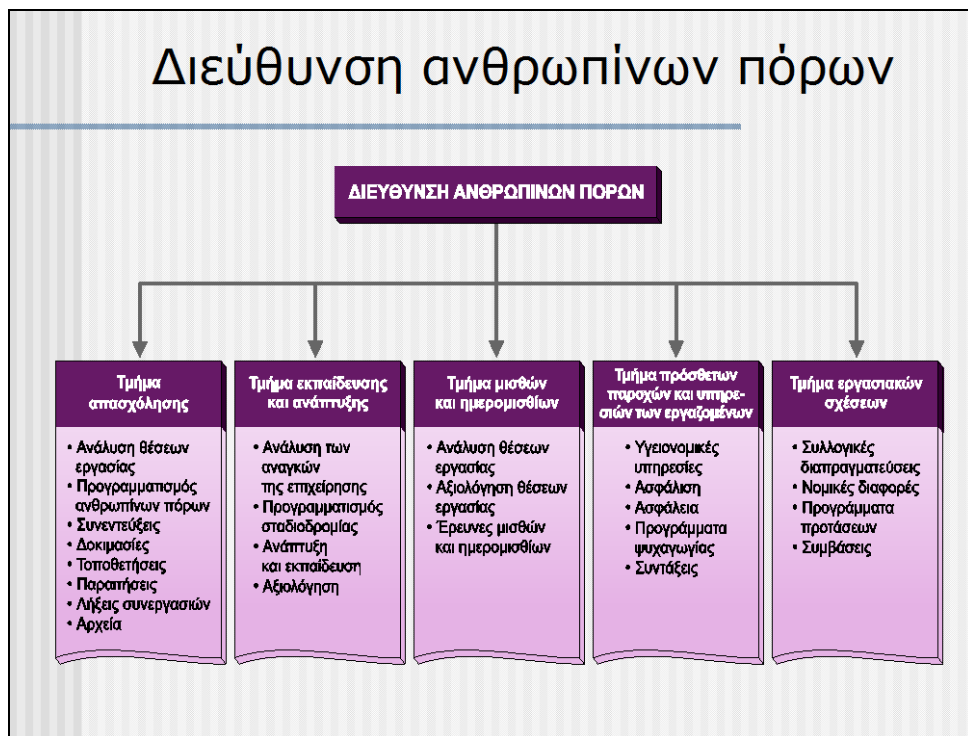 Διεύθυνση ανθρωπίνων πόρων
ΔΙΕΥΘΥΝΣΗ ΑΝΘΡΩΠΙΝΩΝ ΠΟΡΩΝ
Τμήμα
απασχόλησης
• Ανάλυση θέσεων
εργασίας
• Προγραμματισμός
ανθρωπίνων πόρων
• Συνεντεύξεις
• Δοκιμασίες
• Τοποθετήσεις
• Παραιτήσεις
• Λήξεις συνεργασιών
• Αρχεία
Τμήμα εκπαίδευσης
και ανάπτυξης
• Ανάλυση των
αναγκών
της επιχείρησης
• Προγραμματισμός
σταδιοδρομίας
• Ανάπτυξη
και εκπαίδευση
• Αξιολόγηση
Τμήμα μισθών
και ημερομισθίων
• Ανάλυση θέσεων
εργασίας
• Αξιολόγηση θέσεων
εργασίας
• Έρευνες μισθών
και ημερομισθίων
Τμήμα πρόσθετων
παροχών και υπηρε-
σιών των εργαζομένων
• Υγειονομικές
υπηρεσίες
• Ασφάλιση
• Ασφάλεια
• Προγράμματα
ψυχαγωγίας
• Συντάξεις
Τμήμα εργασιακών
σχέσεων
• Συλλογικές
διαπραγματεύσεις
• Νομικές διαφορές
• Προγράμματα
προτάσεων
• Συμβάσεις